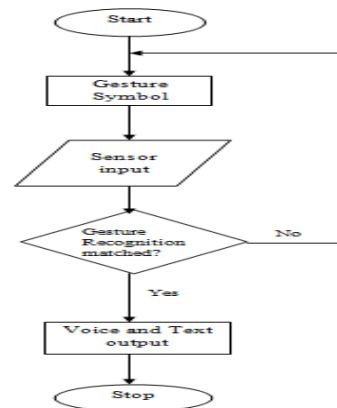 Start
Gesture
Symbol
Sensor
input
Gesture
Recognition
matched?
No
Yes
Voice and Text
output
Stop